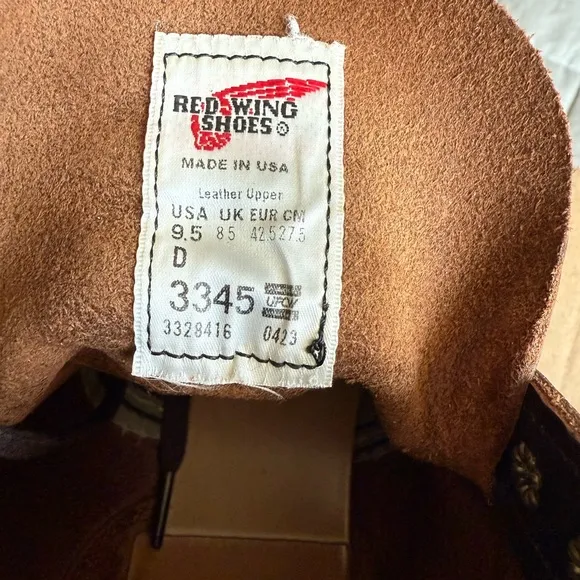 RED WING
SHOES ®
MADE IN USA
Leather Upper
USA UK EUR CM
9.5 8.5 42.5 27.5
D
3345 UFCW
3328416 0423